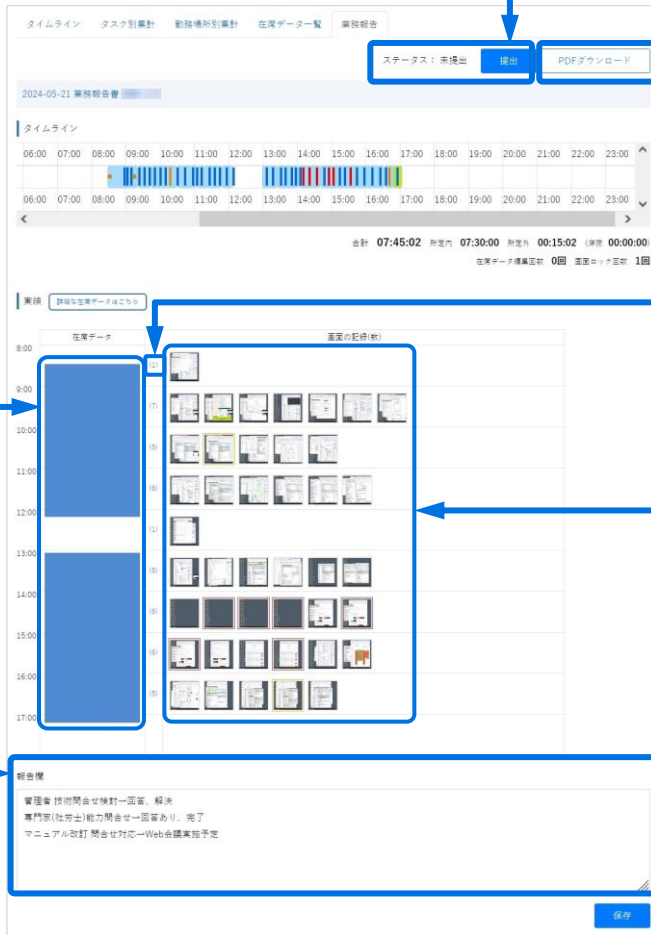 タイムライン タスク別集計 勤務場所別集計 在席データ一覧 業務報告
ステータス： 未提出 提出 PDFダウンロード
2024-05-21 業務報告書
タイムライン
06:00 07:00 08:00 09:00 10:00 11:00 12:00 13:00 14:00 15:00 16:00 17:00 18:00 19:00 20:00 21:00 22:00 23:00
06:00 07:00 08:00 09:00 10:00 11:00 12:00 13:00 14:00 15:00 16:00 17:00 18:00 19:00 20:00 21:00 22:00 23:00
合計 07:45:02 所定内 07:30:00 所定外 00:15:02 (深夜 00:00:00)
在席データ編集回数 0回 画面ロック回数 1回
実績 詳細な在席データはこちら
在席データ 画面の記録(数)
8:00
(1)
9:00
(7)
10:00
(5)
11:00
(6)
12:00
(1)
13:00
(6)
14:00
(6)
15:00
(6)
16:00
(5)
17:00
報告欄
管理者 技術問合せ検討→回答、解決
専門家(社労士)能力問合せ→回答あり、完了
マニュアル改訂 問合せ対応→Web会議実施予定
保存